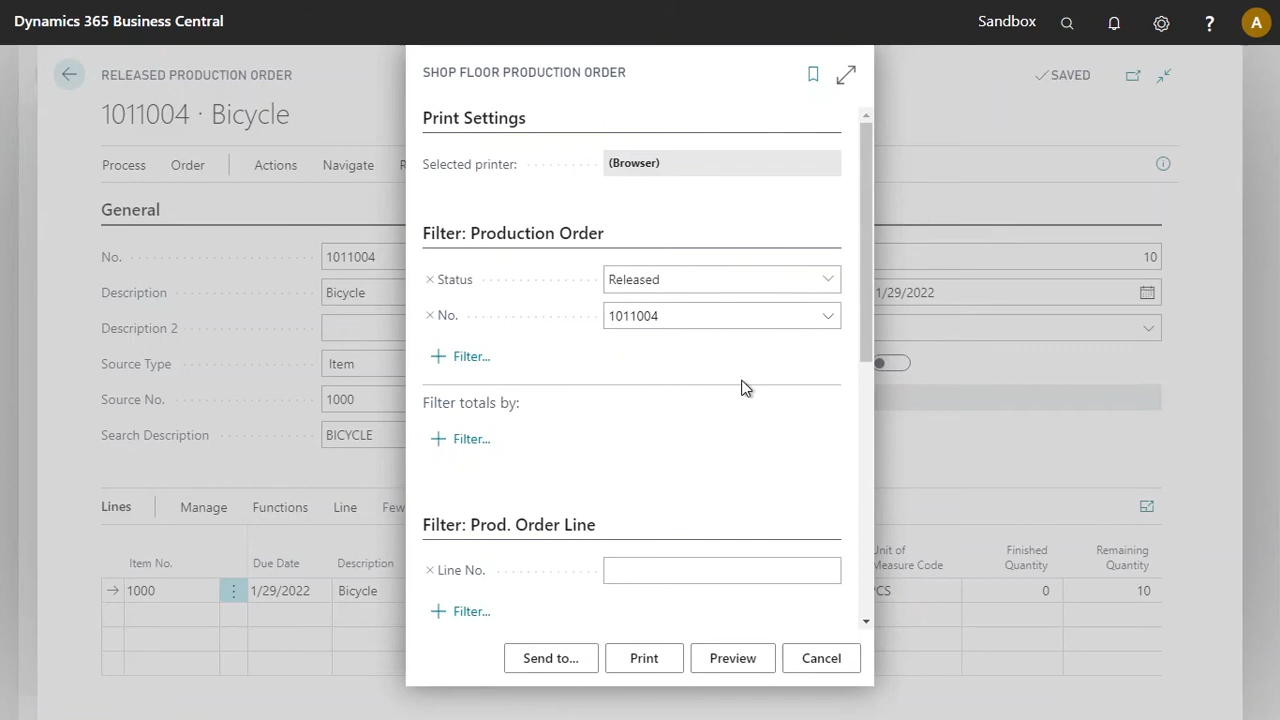 Dynamics 365 Business Central
Sandbox
?
A
RELEASED PRODUCTION ORDER
SAVED
1011004 · Bicycle
Process Order Actions Navigate R
General
No. 1011004 10
Description Bicycle 1/29/2022
Description 2
Source Type Item
Source No. 1000
Search Description BICYCLE
Lines Manage Functions Line Few
Item No. Due Date Description Unit of Measure Code Finished Quantity Remaining Quantity
1000 1/29/2022 Bicycle PCS 0 10
SHOP FLOOR PRODUCTION ORDER
Print Settings
Selected printer: (Browser)
Filter: Production Order
× Status Released
× No. 1011004
+ Filter...
Filter totals by:
+ Filter...
Filter: Prod. Order Line
× Line No.
+ Filter...
Send to... Print Preview Cancel